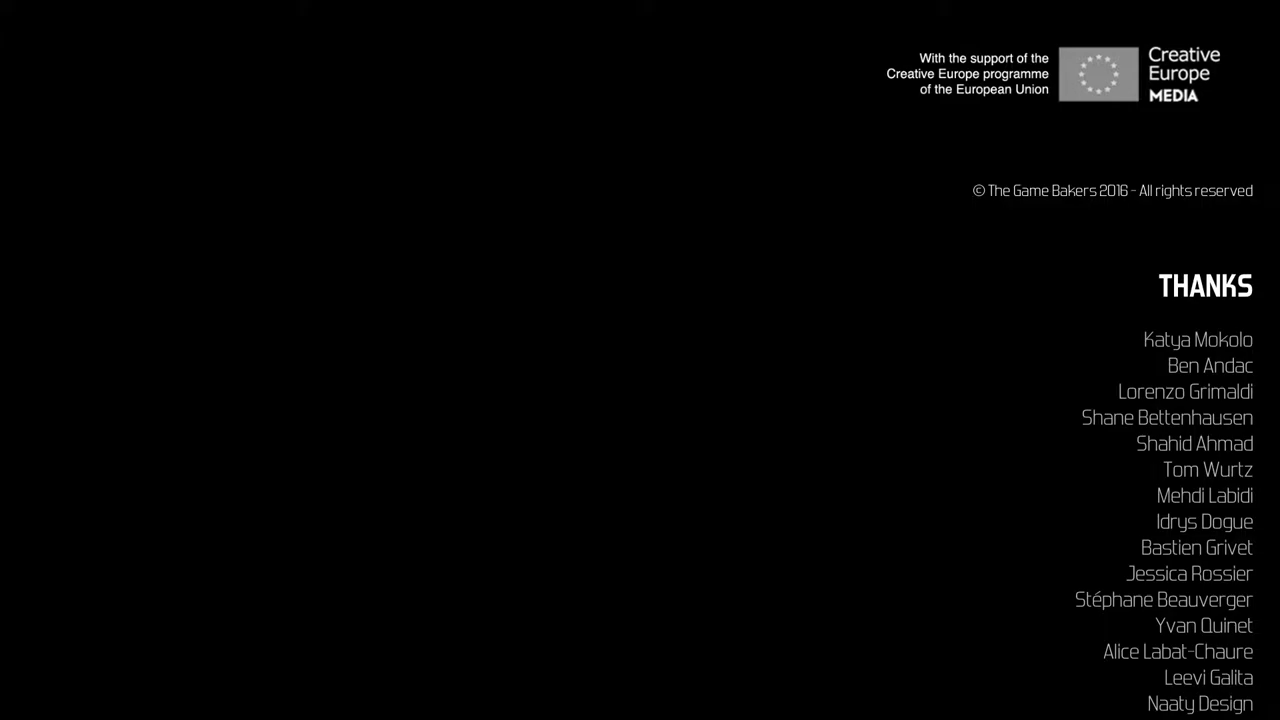 With the support of the
Creative Europe programme
of the European Union
Creative
Europe
MEDIA
© The Game Bakers 2016 - All rights reserved
THANKS
Katya Mokolo
Ben Andac
Lorenzo Grimaldi
Shane Bettenhausen
Shahid Ahmad
Tom Wurtz
Mehdi Labidi
Idrys Dogue
Bastien Grivet
Jessica Rossier
Stéphane Beauverger
Yvan Quinet
Alice Labat-Chaure
Leevi Galita
Naaty Design